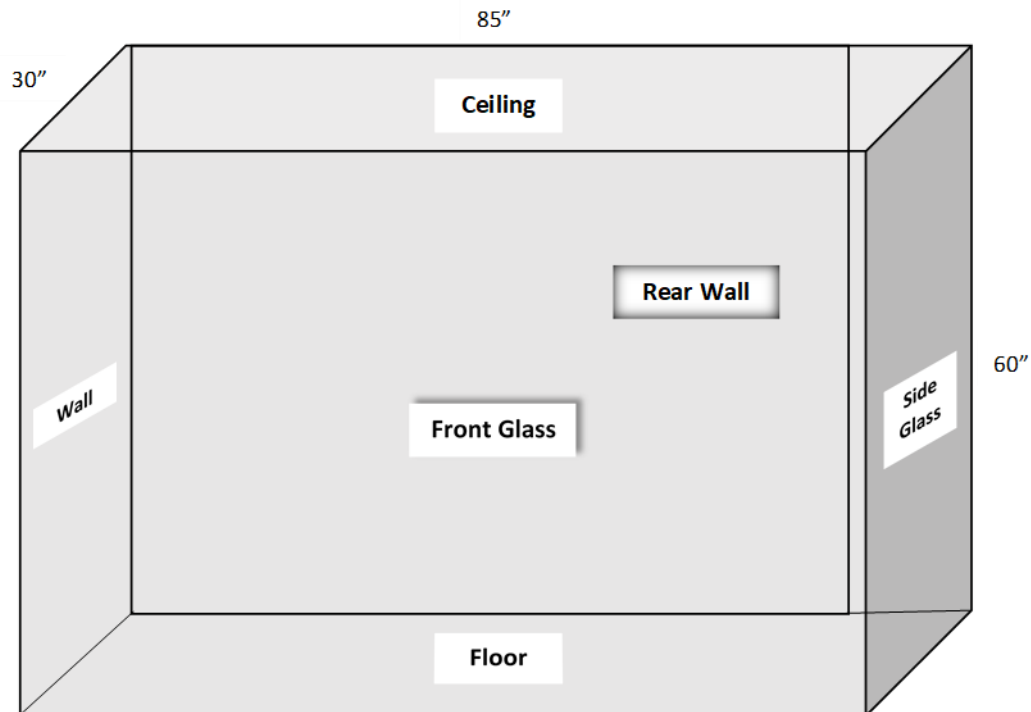 85”
30”
Ceiling
Rear Wall
60”
Wall
Side
Glass
Front Glass
Floor